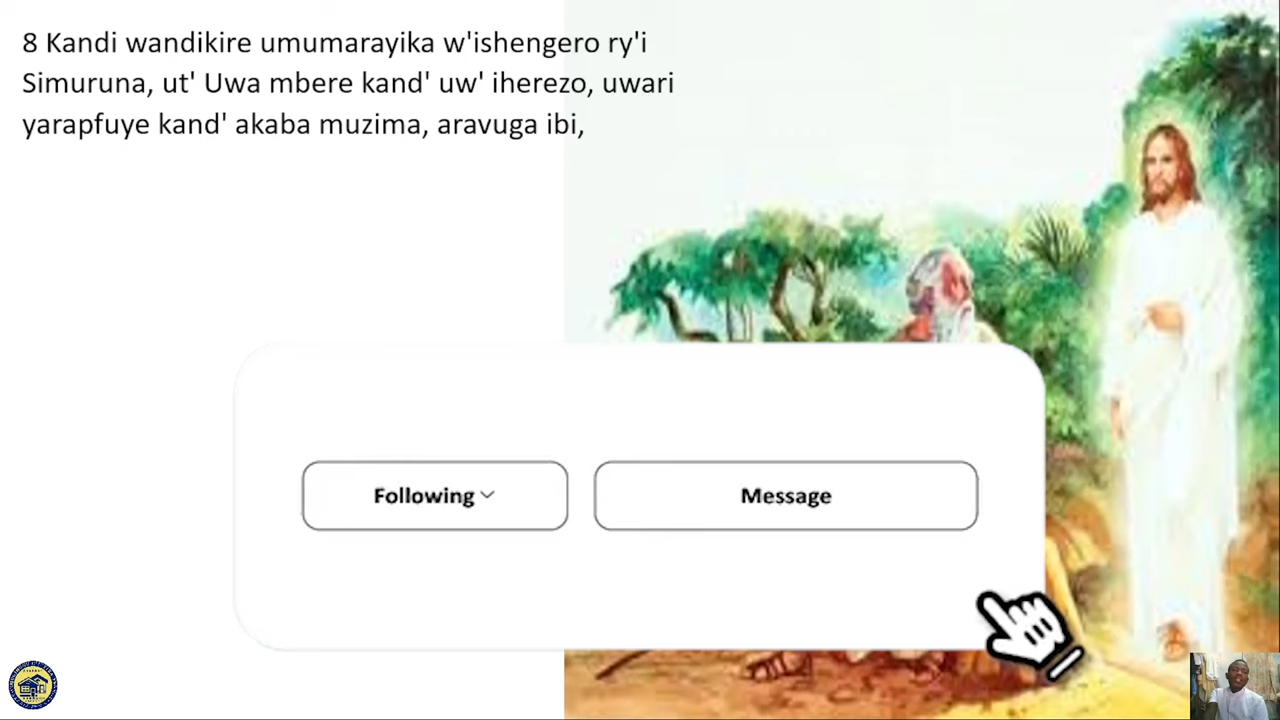 8 Kandi wandikire umumarayika w'ishengero ry'i
Simuruna, ut' Uwa mbere kand' uw' iherezo, uwari
yarapfuye kand' akaba muzima, aravuga ibi,
Following
Message